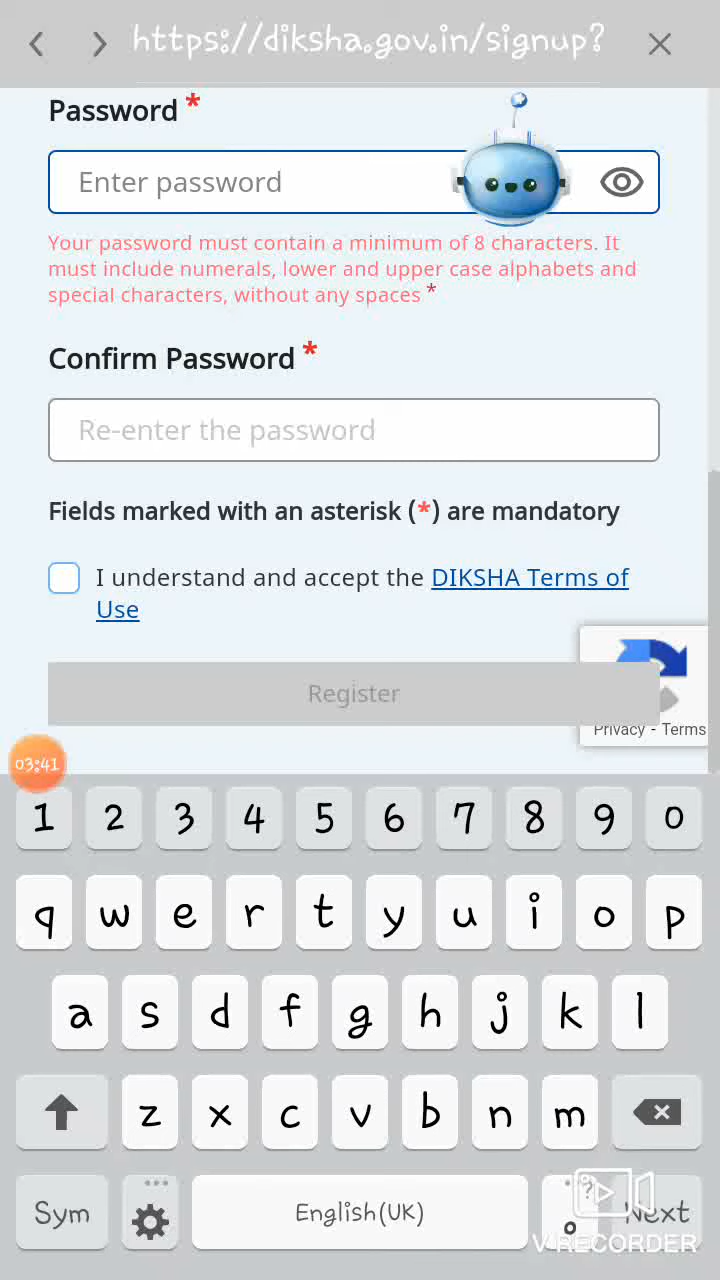 https://diksha.gov.in/signup?
Password *
Enter password
Your password must contain a minimum of 8 characters. It
must include numerals, lower and upper case alphabets and
special characters, without any spaces *
Confirm Password *
Re-enter the password
Fields marked with an asterisk (*) are mandatory
I understand and accept the DIKSHA Terms of
Use
Register
Privacy - Terms
03:41
1 2 3 4 5 6 7 8 9 0
q w e r t y u i o p
a s d f g h j k l
z x c v b n m
Sym English(UK) ? . Next
V RECORDER